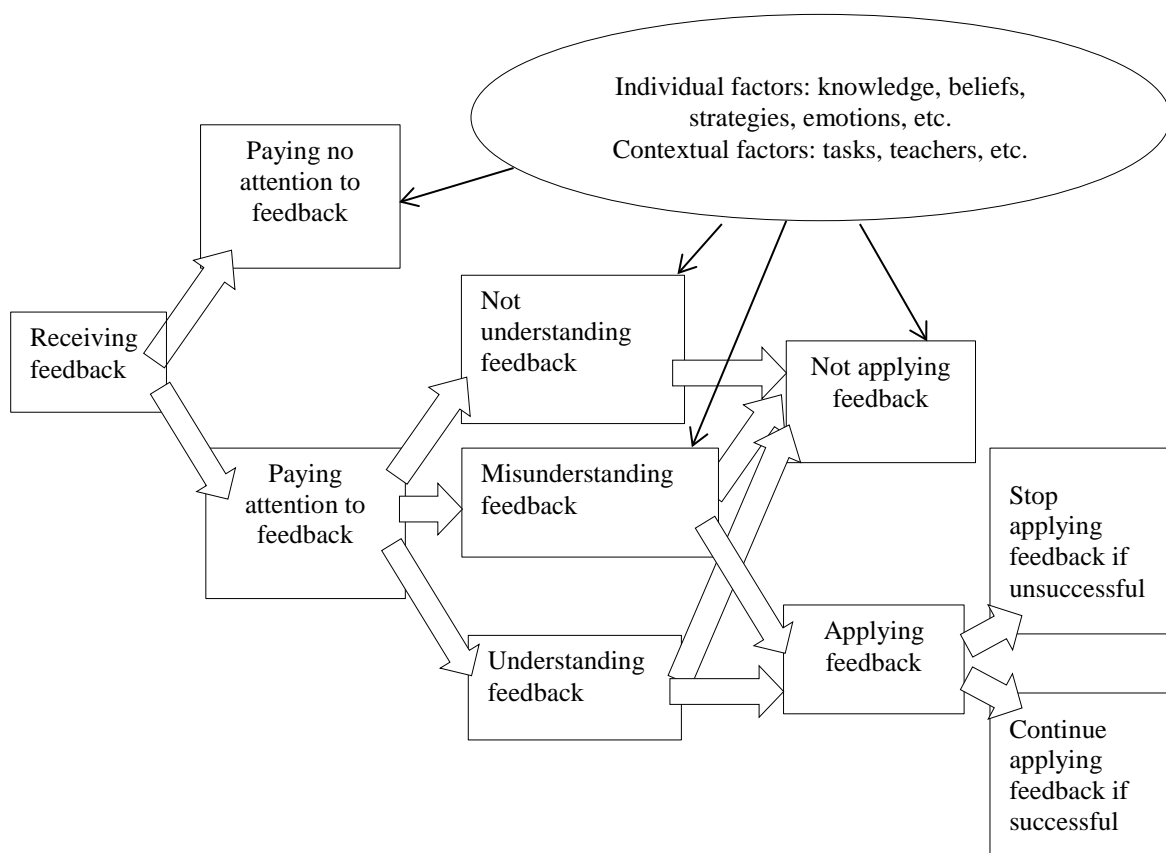 Individual factors: knowledge, beliefs,
strategies, emotions, etc.
Contextual factors: tasks, teachers, etc.
Paying no
attention to
feedback
Receiving
feedback
Not
understanding
feedback
Not applying
feedback
Paying
attention to
feedback
Misunderstanding
feedback
Stop
applying
feedback if
unsuccessful
Understanding
feedback
Applying
feedback
Continue
applying
feedback if
successful